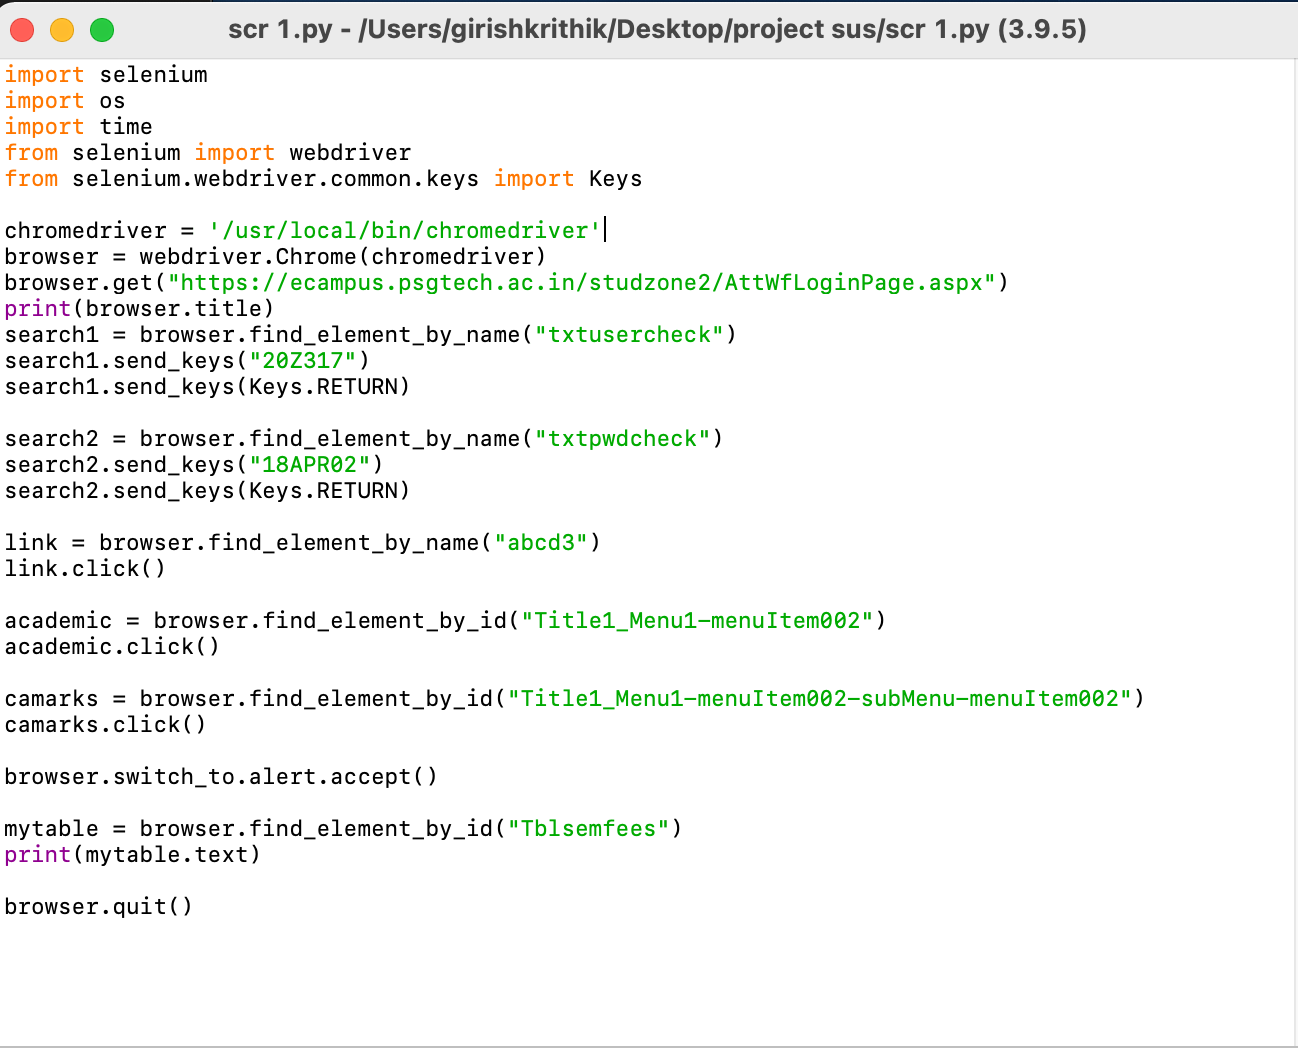 scr 1.py - /Users/girishkrithik/Desktop/project sus/scr 1.py (3.9.5)
import selenium
import os
import time
from selenium import webdriver
from selenium.webdriver.common.keys import Keys
chromedriver = '/usr/local/bin/chromedriver'
browser = webdriver.Chrome(chromedriver)
browser.get("https://ecampus.psgtech.ac.in/studzone2/AttWfLoginPage.aspx")
print(browser.title)
search1 = browser.find_element_by_name("txtusercheck")
search1.send_keys("20Z317")
search1.send_keys(Keys.RETURN)
search2 = browser.find_element_by_name("txtpwdcheck")
search2.send_keys("18APR02")
search2.send_keys(Keys.RETURN)
link = browser.find_element_by_name("abcd3")
link.click()
academic = browser.find_element_by_id("Title1_Menu1-menuItem002")
academic.click()
camarks = browser.find_element_by_id("Title1_Menu1-menuItem002-subMenu-menuItem002")
camarks.click()
browser.switch_to.alert.accept()
mytable = browser.find_element_by_id("Tblsemfees")
print(mytable.text)
browser.quit()